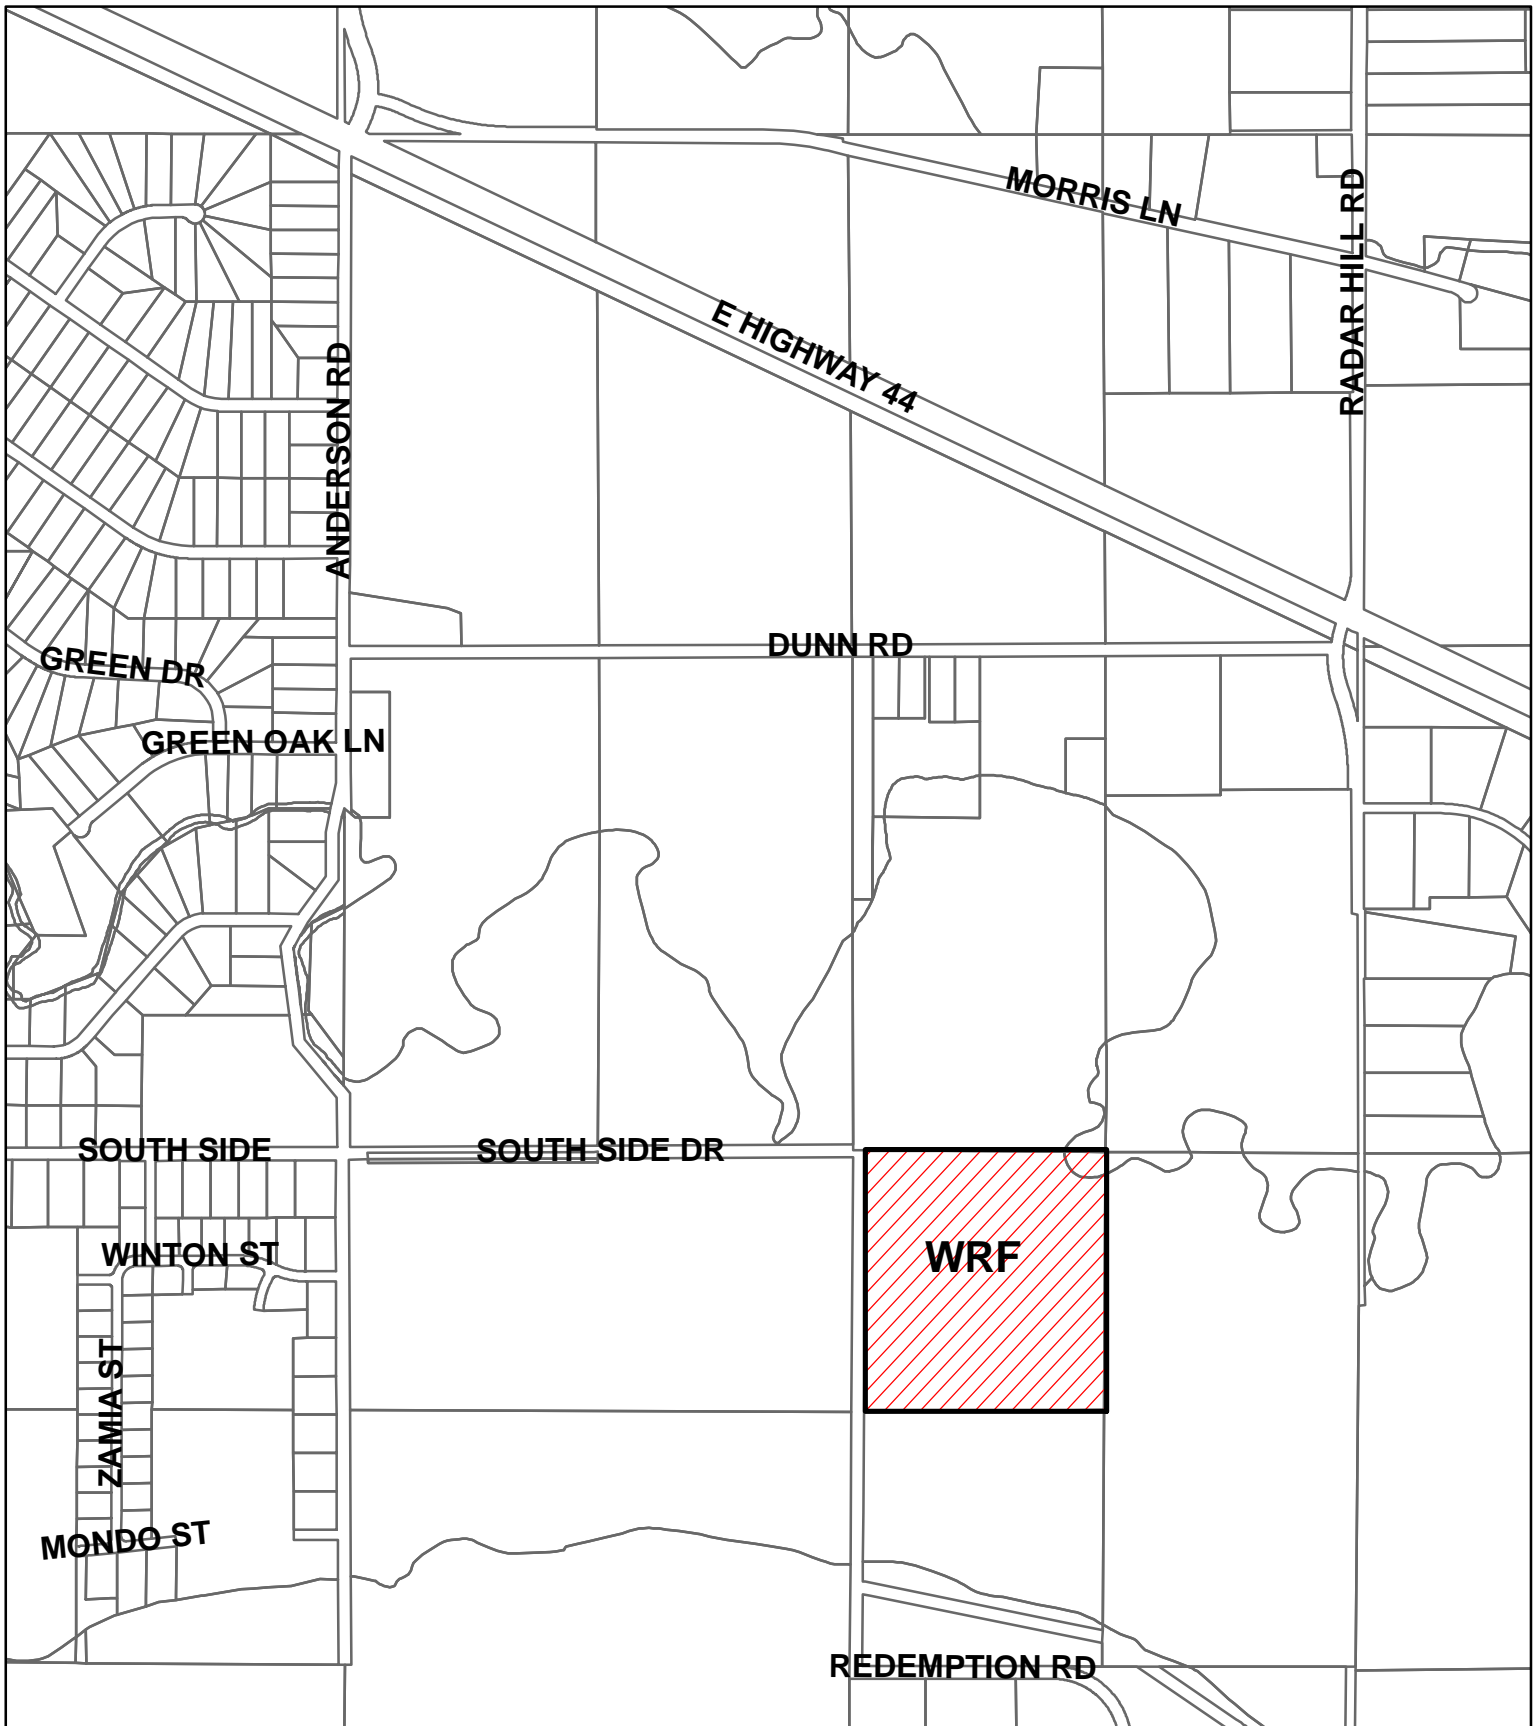 MORRIS LN
RADAR HILL RD
E HIGHWAY 44
ANDERSON RD
DUNN RD
GREEN DR
GREEN OAK LN
SOUTH SIDE
SOUTH SIDE DR
WINTON ST
WRF
ZAMIA ST
MONDO ST
REDEMPTION RD